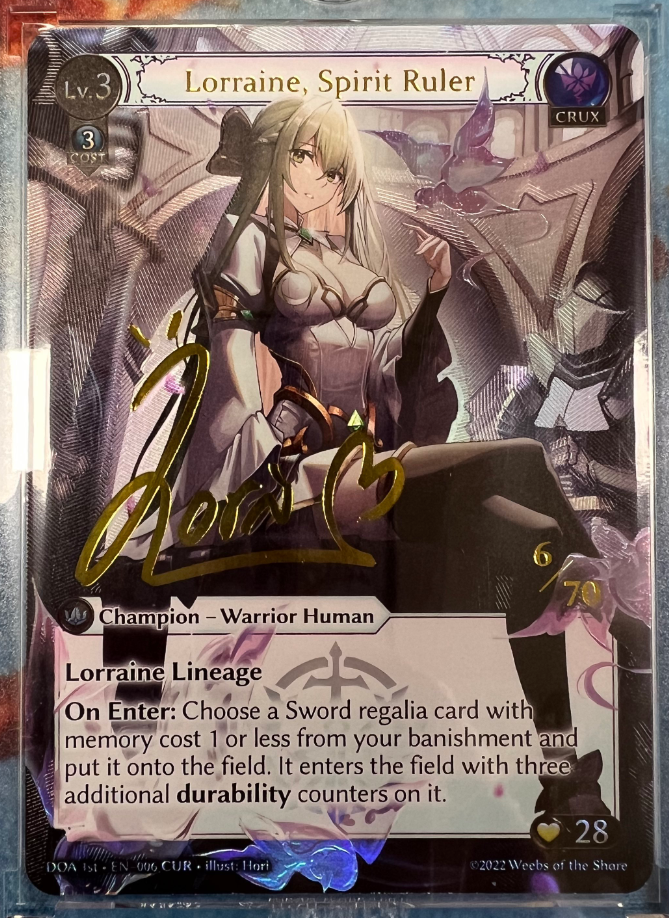 Lv.3
Lorraine, Spirit Ruler
CRUX
3
COST
6/70
Champion – Warrior Human
Lorraine Lineage
On Enter: Choose a Sword regalia card with
memory cost 1 or less from your banishment and
put it onto the field. It enters the field with three
additional durability counters on it.
28
DOA 1st • EN-006 CUR • illust: Hori
©2022 Weebs of the Shore